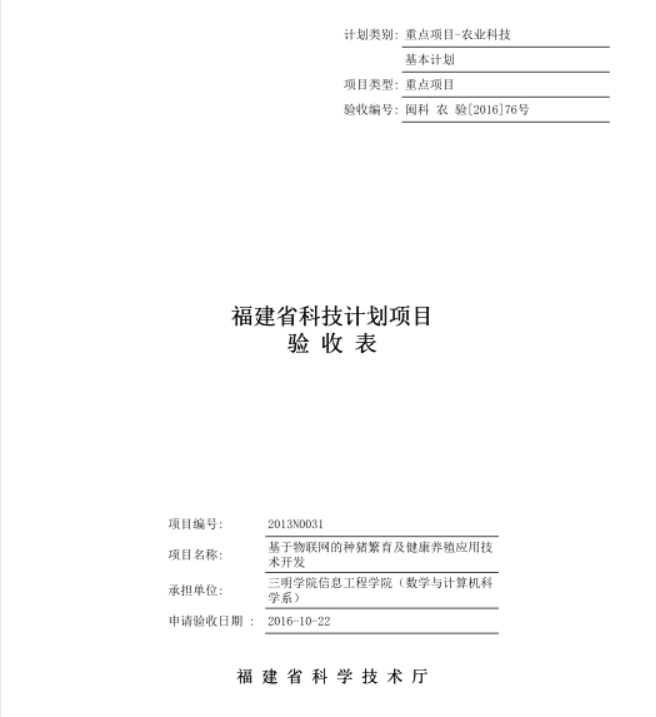 计划类别: 重点项目-农业科技
基本计划
项目类型: 重点项目
验收编号: 闽科 农 验[2016]76号
福建省科技计划项目
验 收 表
项目编号: 2013N0031
项目名称: 基于物联网的种猪繁育及健康养殖应用技
术开发
承担单位: 三明学院信息工程学院（数学与计算机科
学系）
申请验收日期 : 2016-10-22
福 建 省 科 学 技 术 厅